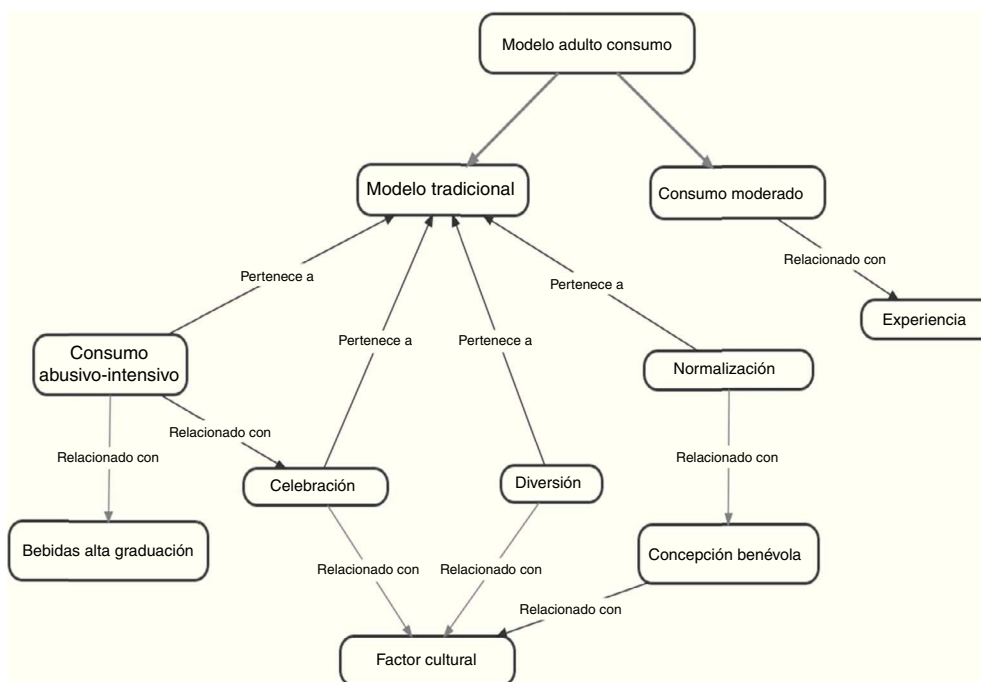 Modelo adulto consumo
Modelo tradicional
Consumo moderado
Relacionado con
Pertenece a
Pertenece a
Experiencia
Pertenece a
Pertenece a
Consumo
abusivo-intensivo
Normalización
Relacionado con
Relacionado con
Relacionado con
Celebración
Diversión
Bebidas alta graduación
Concepción benévola
Relacionado con
Relacionado con
Relacionado con
Factor cultural